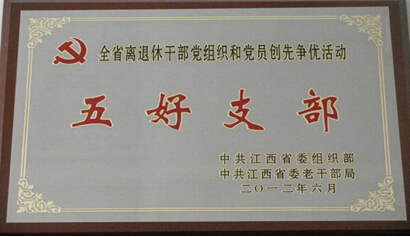 全省离退休干部党组织和党员创先争优活动
五好支部
中共江西省委组织部
中共江西省委老干部局
二〇一二年六月